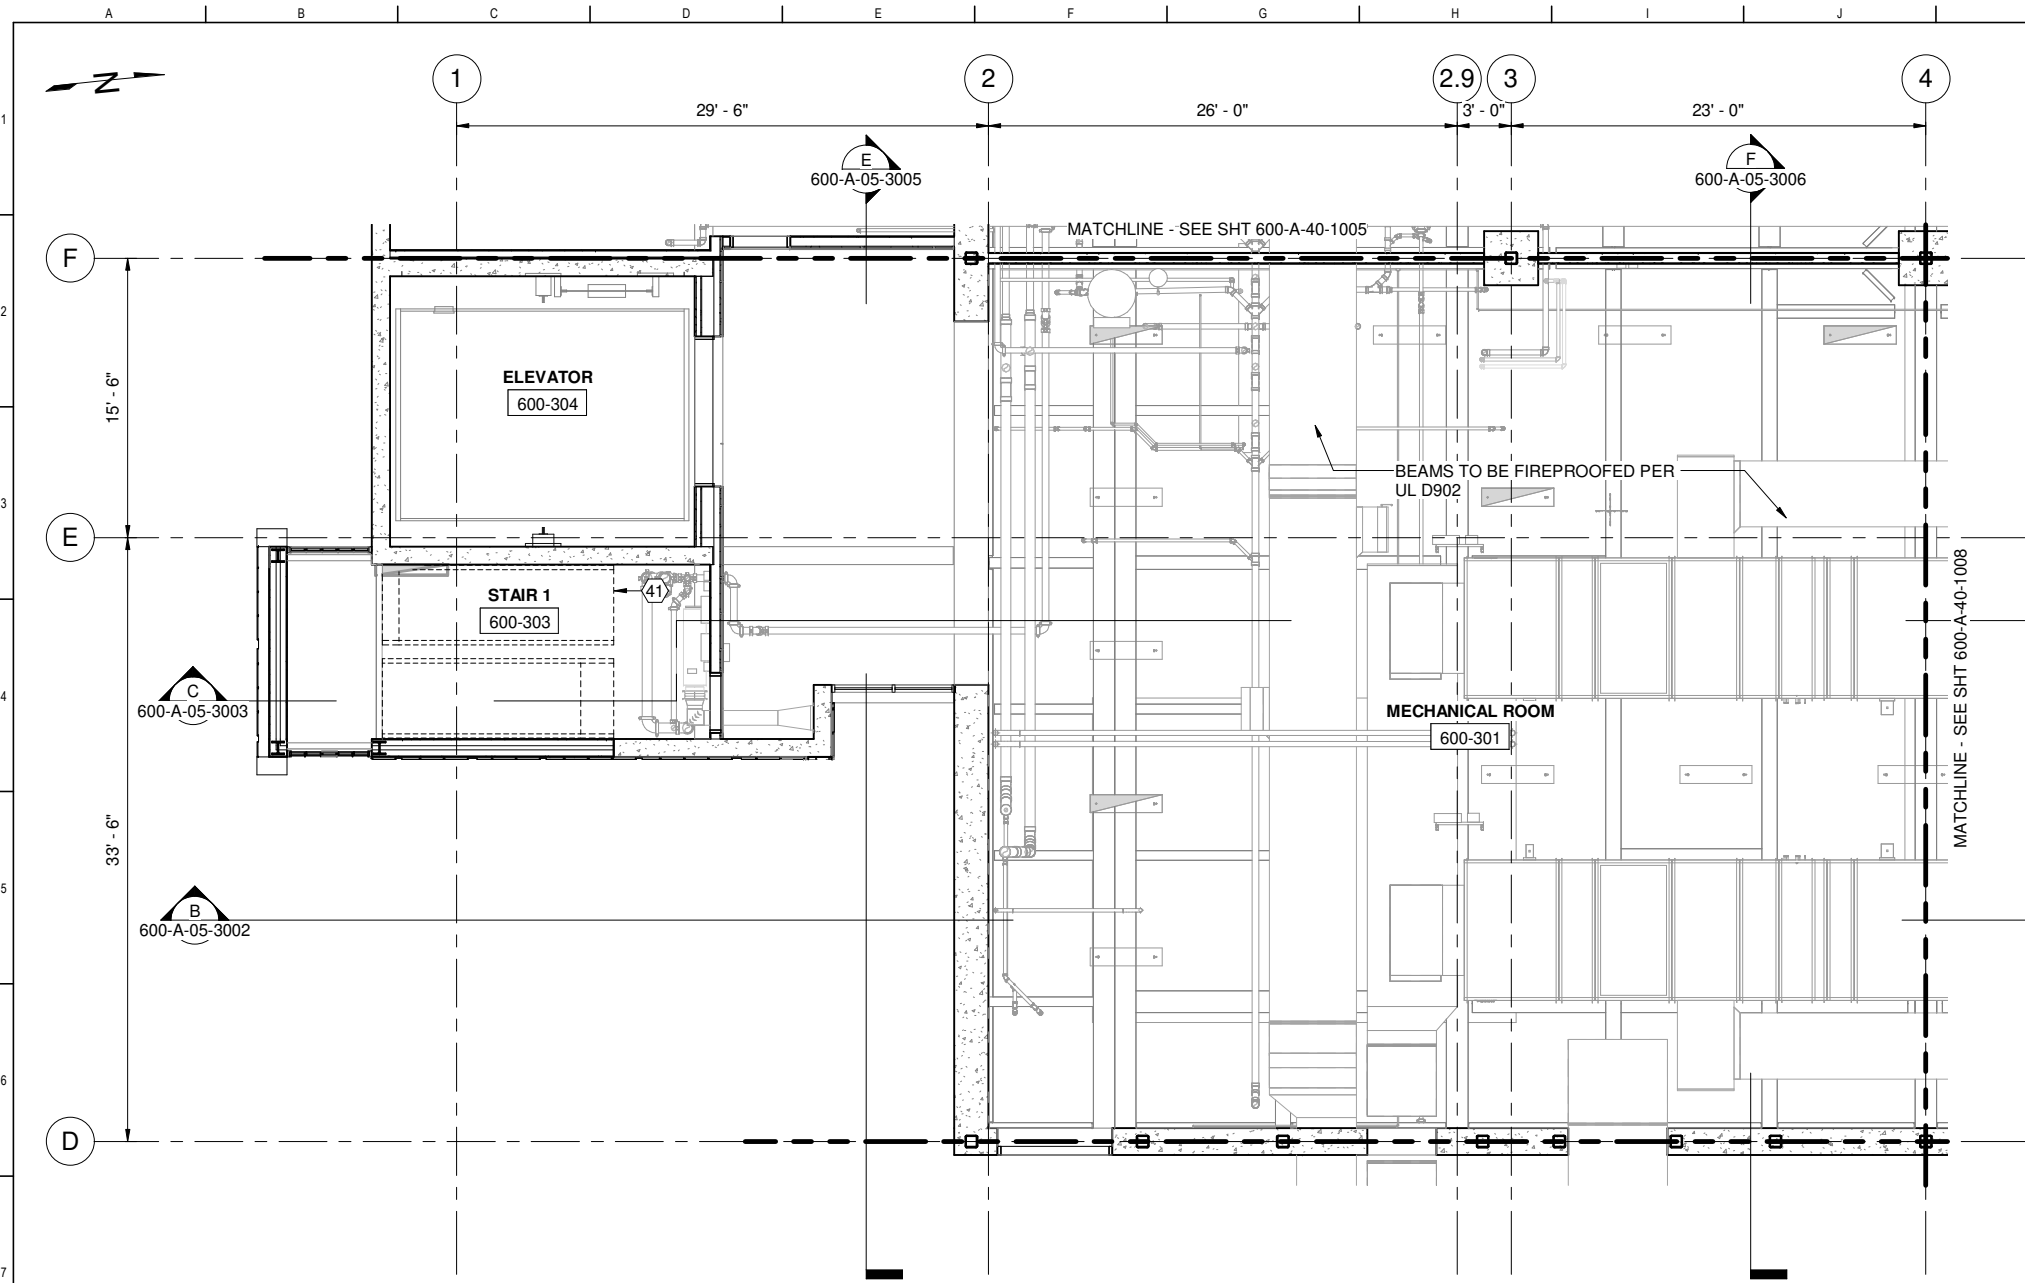 A B C D E F G H I J
N
1 2 2.9 3 4
29' - 6" 26' - 0" 3' - 0" 23' - 0"
1
E
600-A-05-3005
F
600-A-05-3006
MATCHLINE - SEE SHT 600-A-40-1005
F
2
15' - 6"
ELEVATOR
600-304
BEAMS TO BE FIREPROOFED PER
UL D902
3
E
STAIR 1
600-303
41
MATCHLINE - SEE SHT 600-A-40-1008
C
600-A-05-3003
4
MECHANICAL ROOM
600-301
33' - 6"
5
B
600-A-05-3002
6
D
7